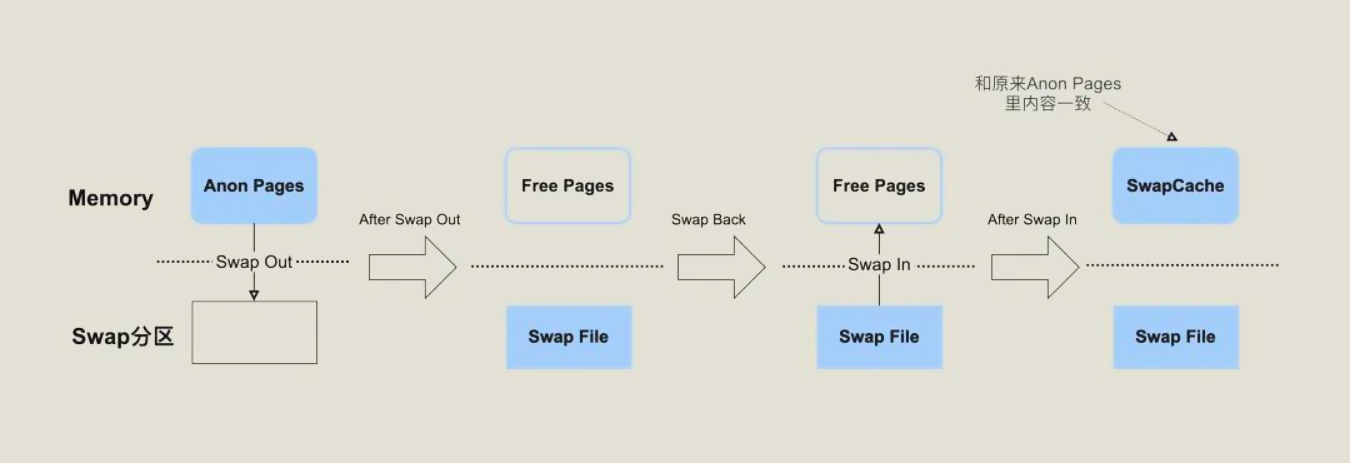 和原来Anon Pages
里内容一致
Memory
Anon Pages
Free Pages
Free Pages
SwapCache
After Swap Out
Swap Back
After Swap In
Swap Out
Swap In
Swap分区
Swap File
Swap File
Swap File